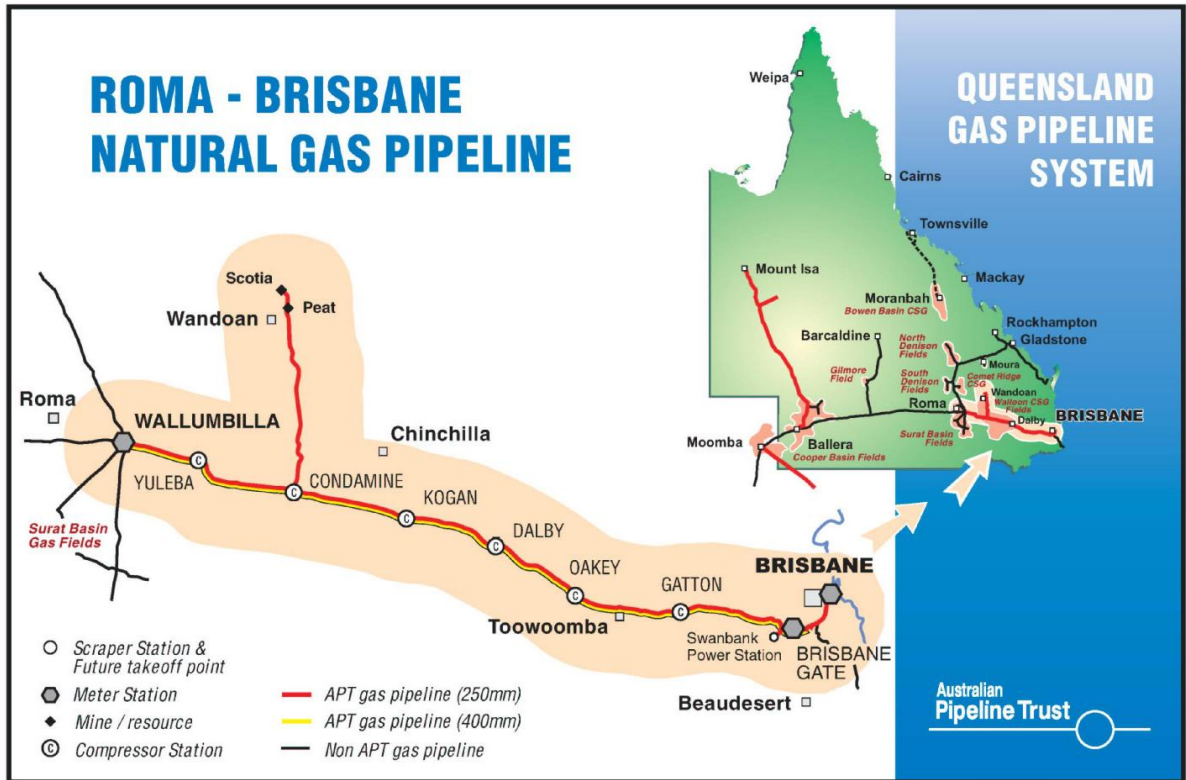 ROMA - BRISBANE
NATURAL GAS PIPELINE
QUEENSLAND
GAS PIPELINE
SYSTEM
Weipa
Cairns
Townsville
Mount Isa
Mackay
Moranbah
Bowen Basin CSG
Rockhampton
Gladstone
Barcaldine
North
Denison
Fields
Moura
Gilmore
Field
South
Denison
Fields
Comet Ridge
CSG
Wandoan
Walloon CSG
Fields
Roma
Dalby
BRISBANE
Surat Basin
Fields
Moomba
Ballera
Cooper Basin Fields
Scotia
Peat
Wandoan
Roma
WALLUMBILLA
Chinchilla
YULEBA
CONDAMINE
KOGAN
DALBY
OAKEY
GATTON
BRISBANE
Surat Basin
Gas Fields
Toowoomba
Swanbank
Power Station
BRISBANE
GATE
Beaudesert
Scraper Station &
Future takeoff point
Meter Station
Mine / resource
C Compressor Station
APT gas pipeline (250mm)
APT gas pipeline (400mm)
Non APT gas pipeline
C
C
C
C
C
C
Australian
Pipeline Trust